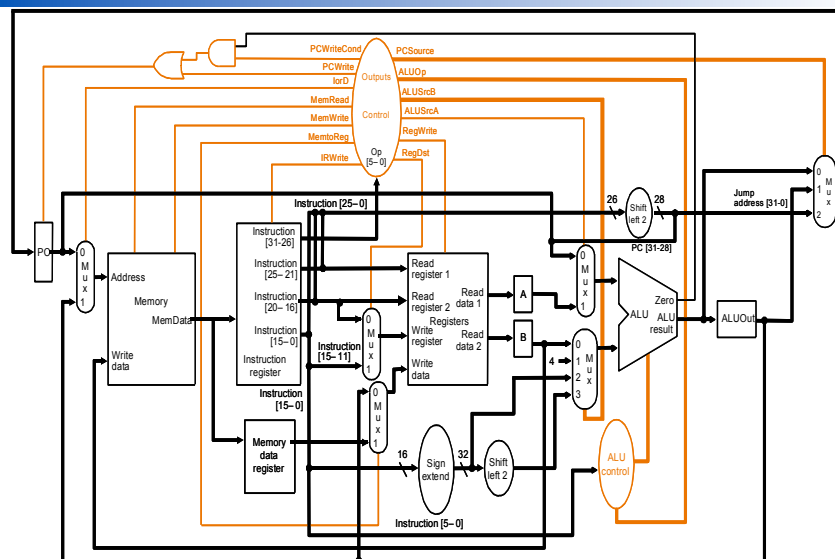 PCWriteCond
PCSource
PCWrite
ALUOp
IorD
Outputs
ALUSrcB
MemRead
ALUSrcA
MemWrite
Control
RegWrite
MemtoReg
Op
[5–0]
RegDst
IRWrite
Instruction [25–0]
26
Shift
left 2
28
Jump
address [31-0]
PC [31-28]
0
1
2
M
u
x
PC
0
M
u
x
1
Address
Memory
MemData
Write
data
Instruction
[31-26]
Instruction
[25–21]
Instruction
[20–16]
Instruction
[15–0]
Instruction
register
Instruction
[15–11]
Instruction
[15–0]
Memory
data
register
0
M
u
x
1
0
M
u
x
1
Read
register 1
Read
register 2
Write
register
Write
data
Registers
Read
data 1
Read
data 2
A
B
0
M
u
x
1
4
0
1
2
3
M
u
x
Zero
ALU
ALU
result
ALUOut
16
Sign
extend
32
Shift
left 2
ALU
control
Instruction [5–0]